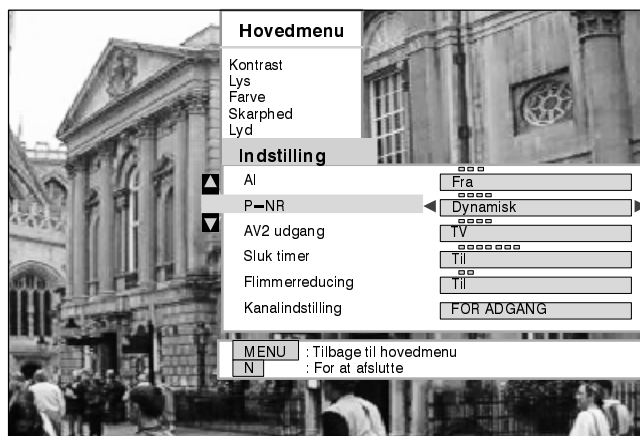 Hovedmenu
Kontrast
Lys
Farve
Skarphed
Lyd
Indstilling
AI Fra
P–NR Dynamisk
AV2 udgang TV
Sluk timer Til
Flimmerreducing Til
Kanalindstilling FOR ADGANG
MENU : Tilbage til hovedmenu
N : For at afslutte